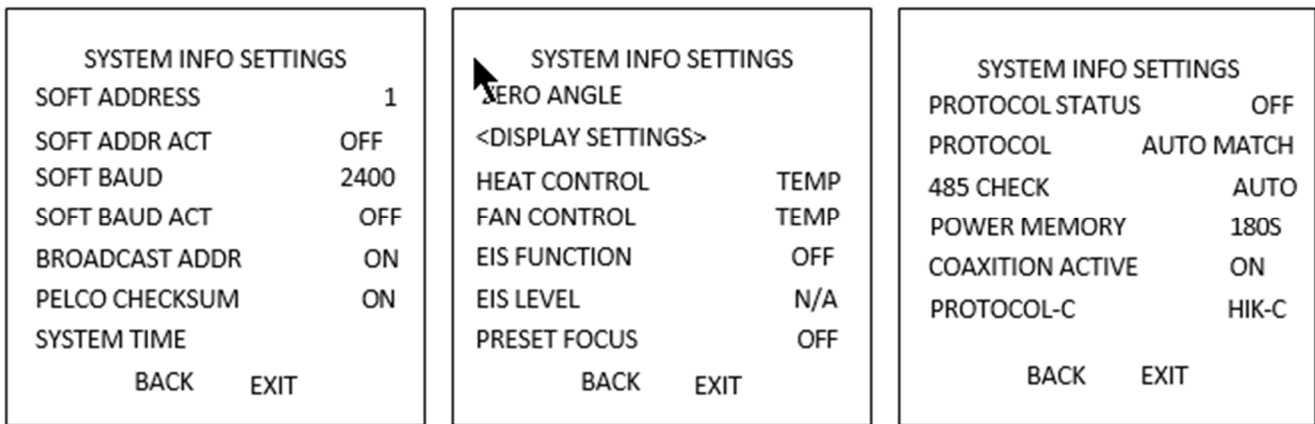 SYSTEM INFO SETTINGS
SOFT ADDRESS 1
SOFT ADDR ACT OFF
SOFT BAUD 2400
SOFT BAUD ACT OFF
BROADCAST ADDR ON
PELCO CHECKSUM ON
SYSTEM TIME
BACK EXIT
SYSTEM INFO SETTINGS
ZERO ANGLE
<DISPLAY SETTINGS>
HEAT CONTROL TEMP
FAN CONTROL TEMP
EIS FUNCTION OFF
EIS LEVEL N/A
PRESET FOCUS OFF
BACK EXIT
SYSTEM INFO SETTINGS
PROTOCOL STATUS OFF
PROTOCOL AUTO MATCH
485 CHECK AUTO
POWER MEMORY 180S
COAXITION ACTIVE ON
PROTOCOL-C HIK-C
BACK EXIT